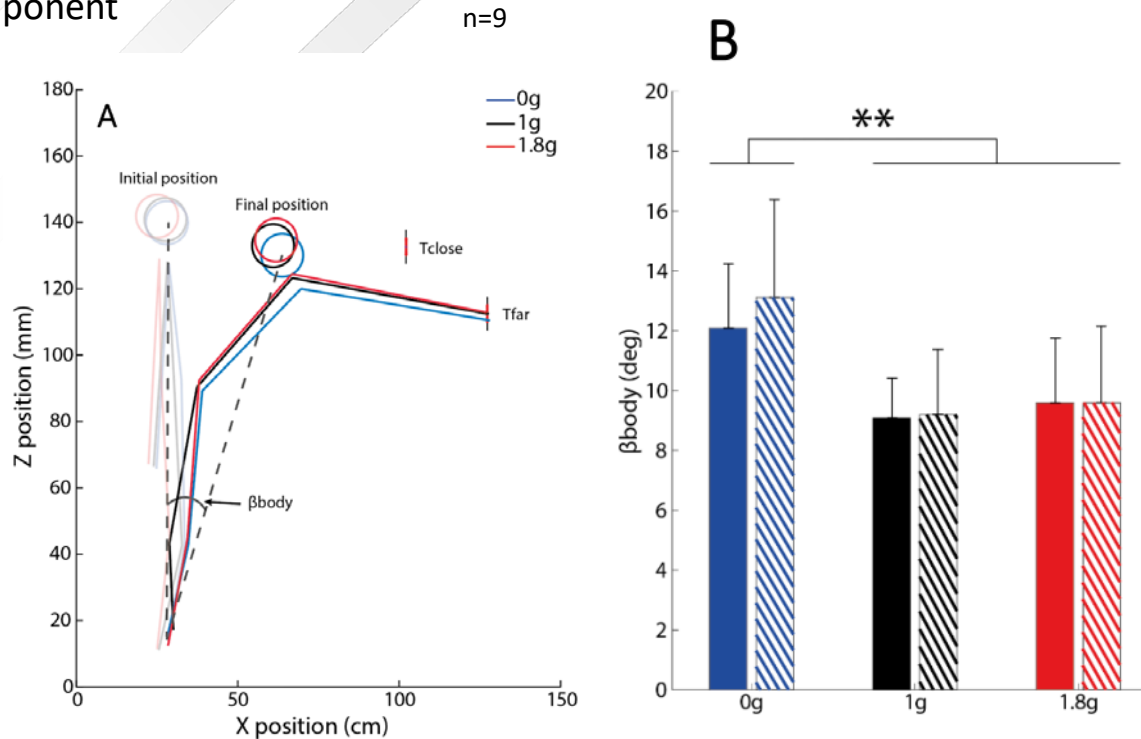 ponent
n=9
A
180
160
140
120
100
80
60
40
20
0
0
50
100
150
Z position (mm)
X position (cm)
0g
1g
1.8g
Initial position
Final position
Tclose
Tfar
βbody
B
20
18
16
14
12
10
8
6
4
2
0
βbody (deg)
**
0g
1g
1.8g